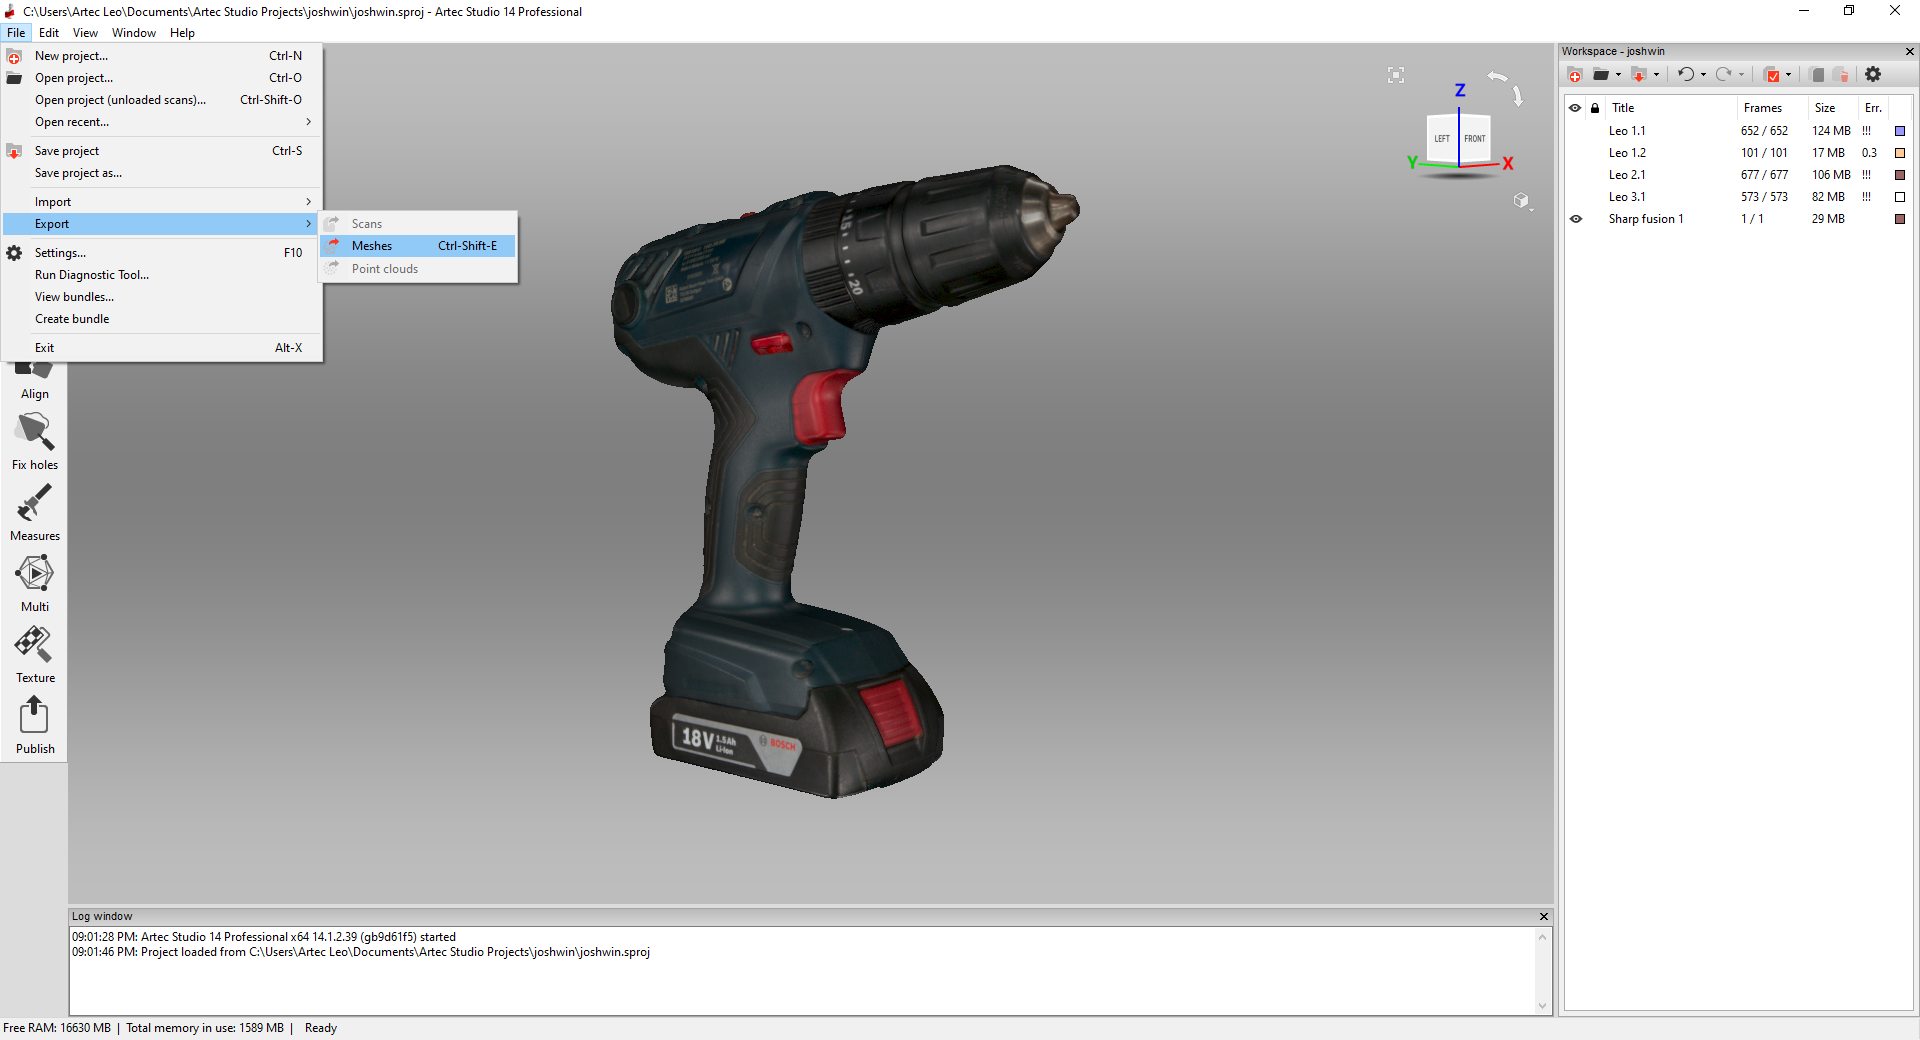 C:\Users\Artec Leo\Documents\Artec Studio Projects\joshwin\joshwin.sproj - Artec Studio 14 Professional
File Edit View Window Help
New project... Ctrl-N
Open project... Ctrl-O
Open project (unloaded scans)... Ctrl-Shift-O
Open recent...
Save project Ctrl-S
Save project as...
Import
Export
Settings... F10
Run Diagnostic Tool...
View bundles...
Create bundle
Exit Alt-X
Scans
Meshes Ctrl-Shift-E
Point clouds
Align
Fix holes
Measures
Multi
Texture
Publish
Z
LEFT FRONT
Y X
15
20
18V 1.5Ah
Li-Ion
BOSCH
Workspace - joshwin
Title Frames Size Err.
Leo 1.1 652 / 652 124 MB !!!
Leo 1.2 101 / 101 17 MB 0.3
Leo 2.1 677 / 677 106 MB !!!
Leo 3.1 573 / 573 82 MB !!!
Sharp fusion 1 1 / 1 29 MB
Log window
09:01:28 PM: Artec Studio 14 Professional x64 14.1.2.39 (gb9d61f5) started
09:01:46 PM: Project loaded from C:\Users\Artec Leo\Documents\Artec Studio Projects\joshwin\joshwin.sproj
Free RAM: 16630 MB | Total memory in use: 1589 MB | Ready